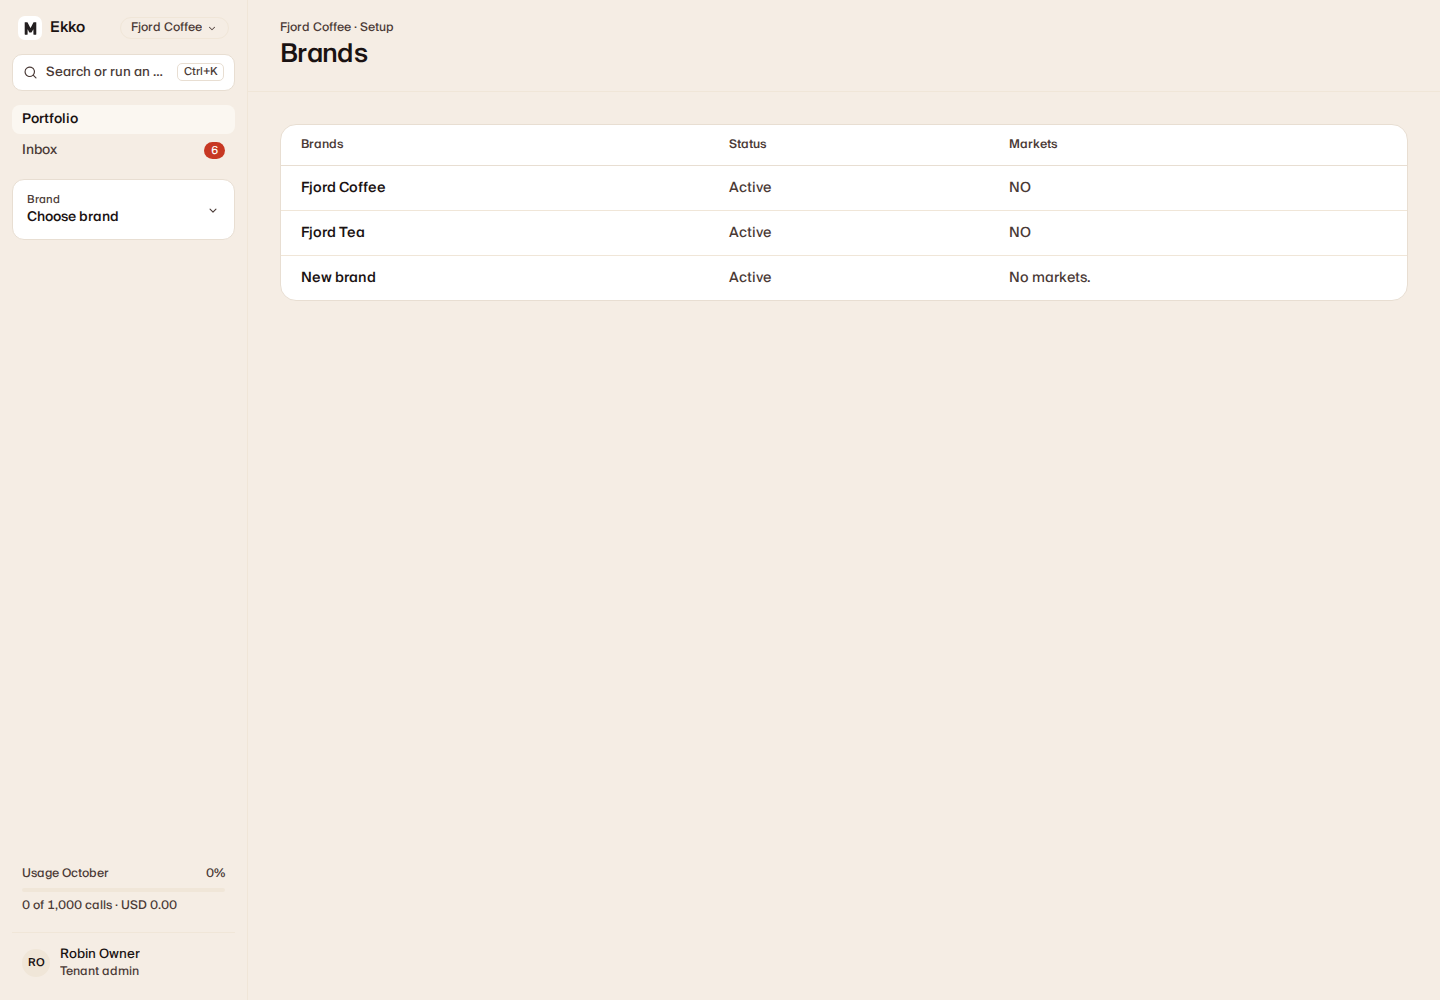 Ekko
Fjord Coffee
Search or run an ...
Ctrl+K
Portfolio
Inbox
6
Brand
Choose brand
Usage October
0%
0 of 1,000 calls · USD 0.00
RO
Robin Owner
Tenant admin
Fjord Coffee · Setup
Brands
Brands Status Markets
Fjord Coffee Active NO
Fjord Tea Active NO
New brand Active No markets.